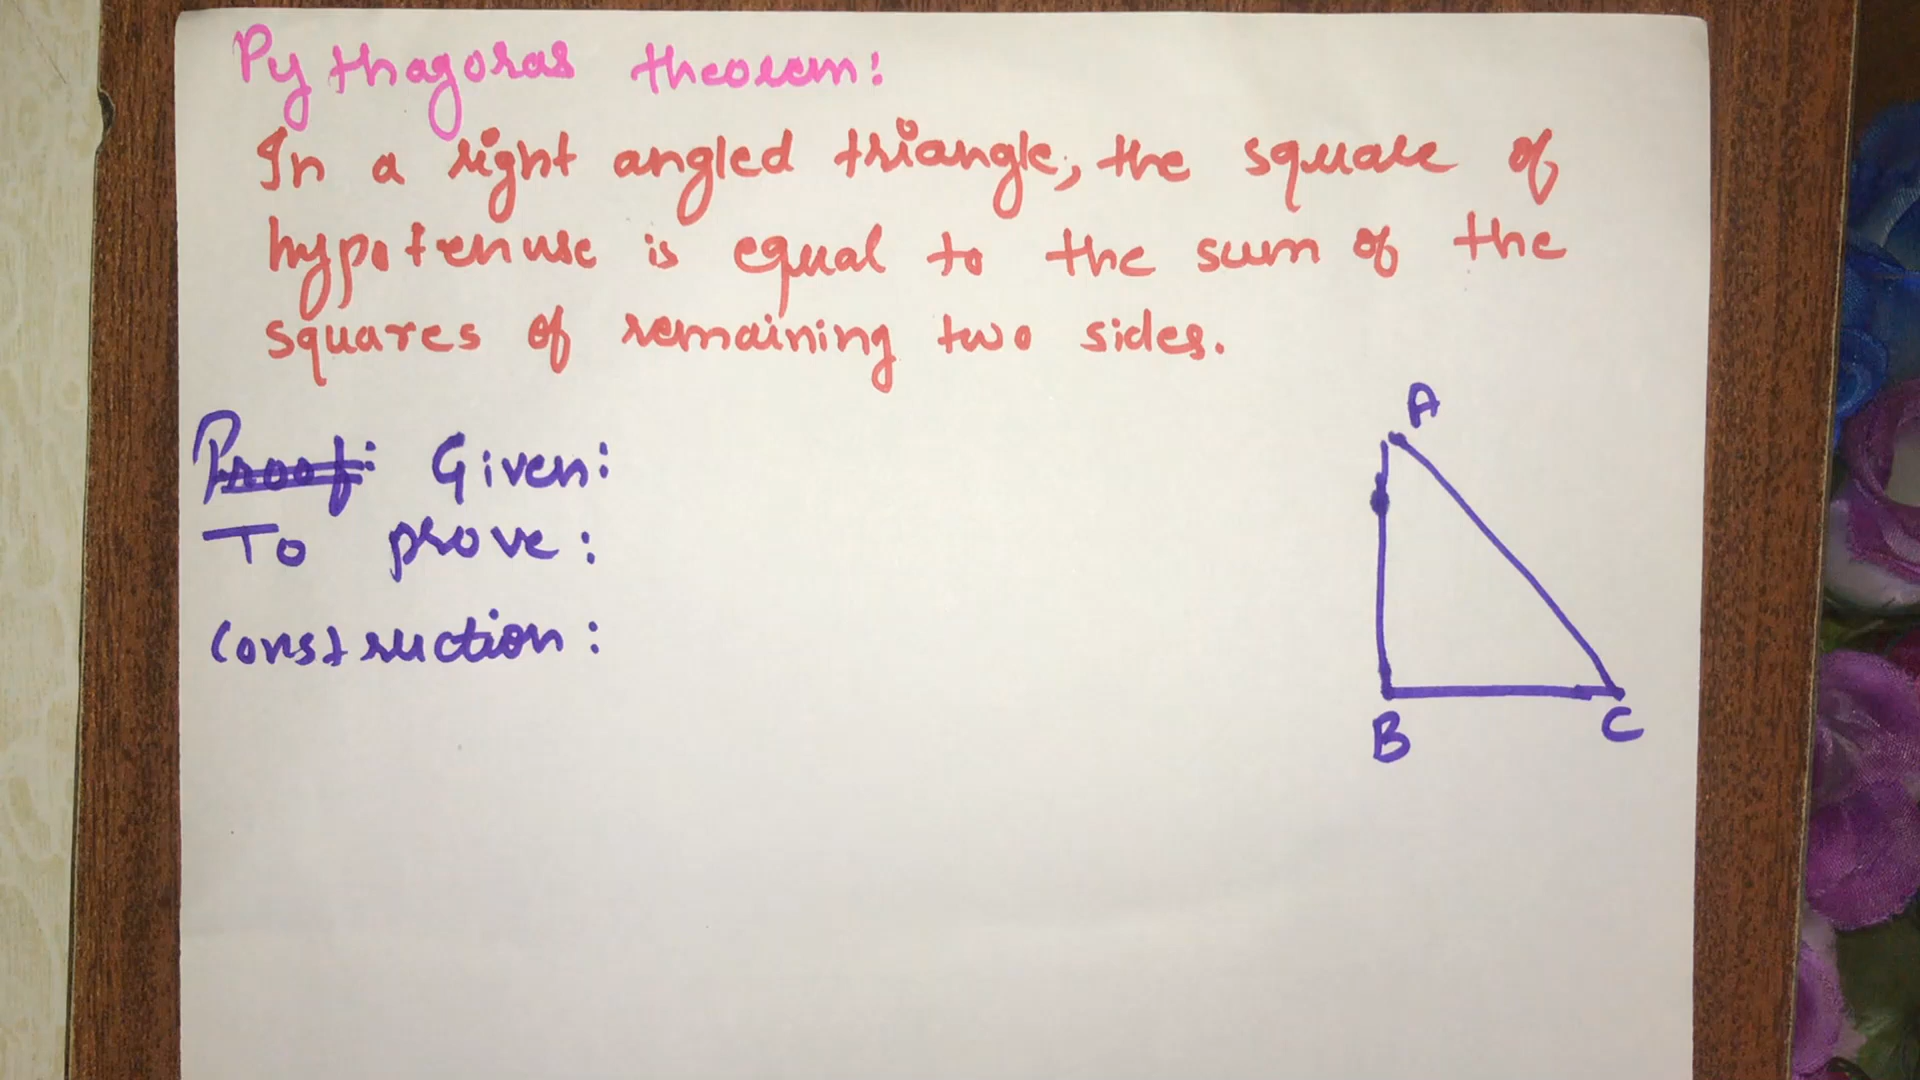 Pythagoras theorem:
In a right angled triangle, the square of
hypotenuse is equal to the sum of the
squares of remaining two sides.
Proof: Given:
To prove:
Construction:
A
B
C